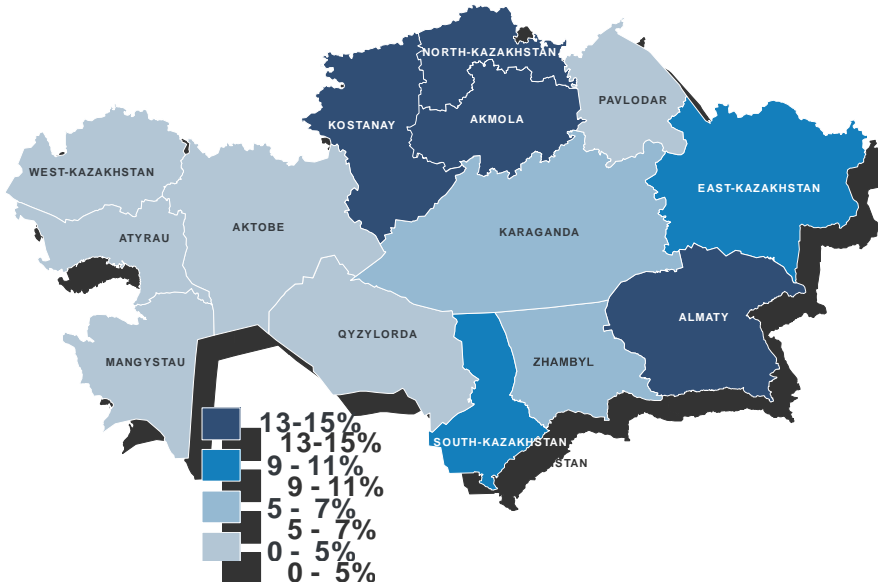 NORTH-KAZAKHSTAN
PAVLODAR
KOSTANAY
AKMOLA
WEST-KAZAKHSTAN
EAST-KAZAKHSTAN
ATYRAU
AKTOBE
KARAGANDA
ALMATY
QYZYLORDA
MANGYSTAU
ZHAMBYL
SOUTH-KAZAKHSTAN
STAN
13-15%
13-15%
9 - 11%
9 - 11%
5 - 7%
5 - 7%
0 - 5%
0 - 5%